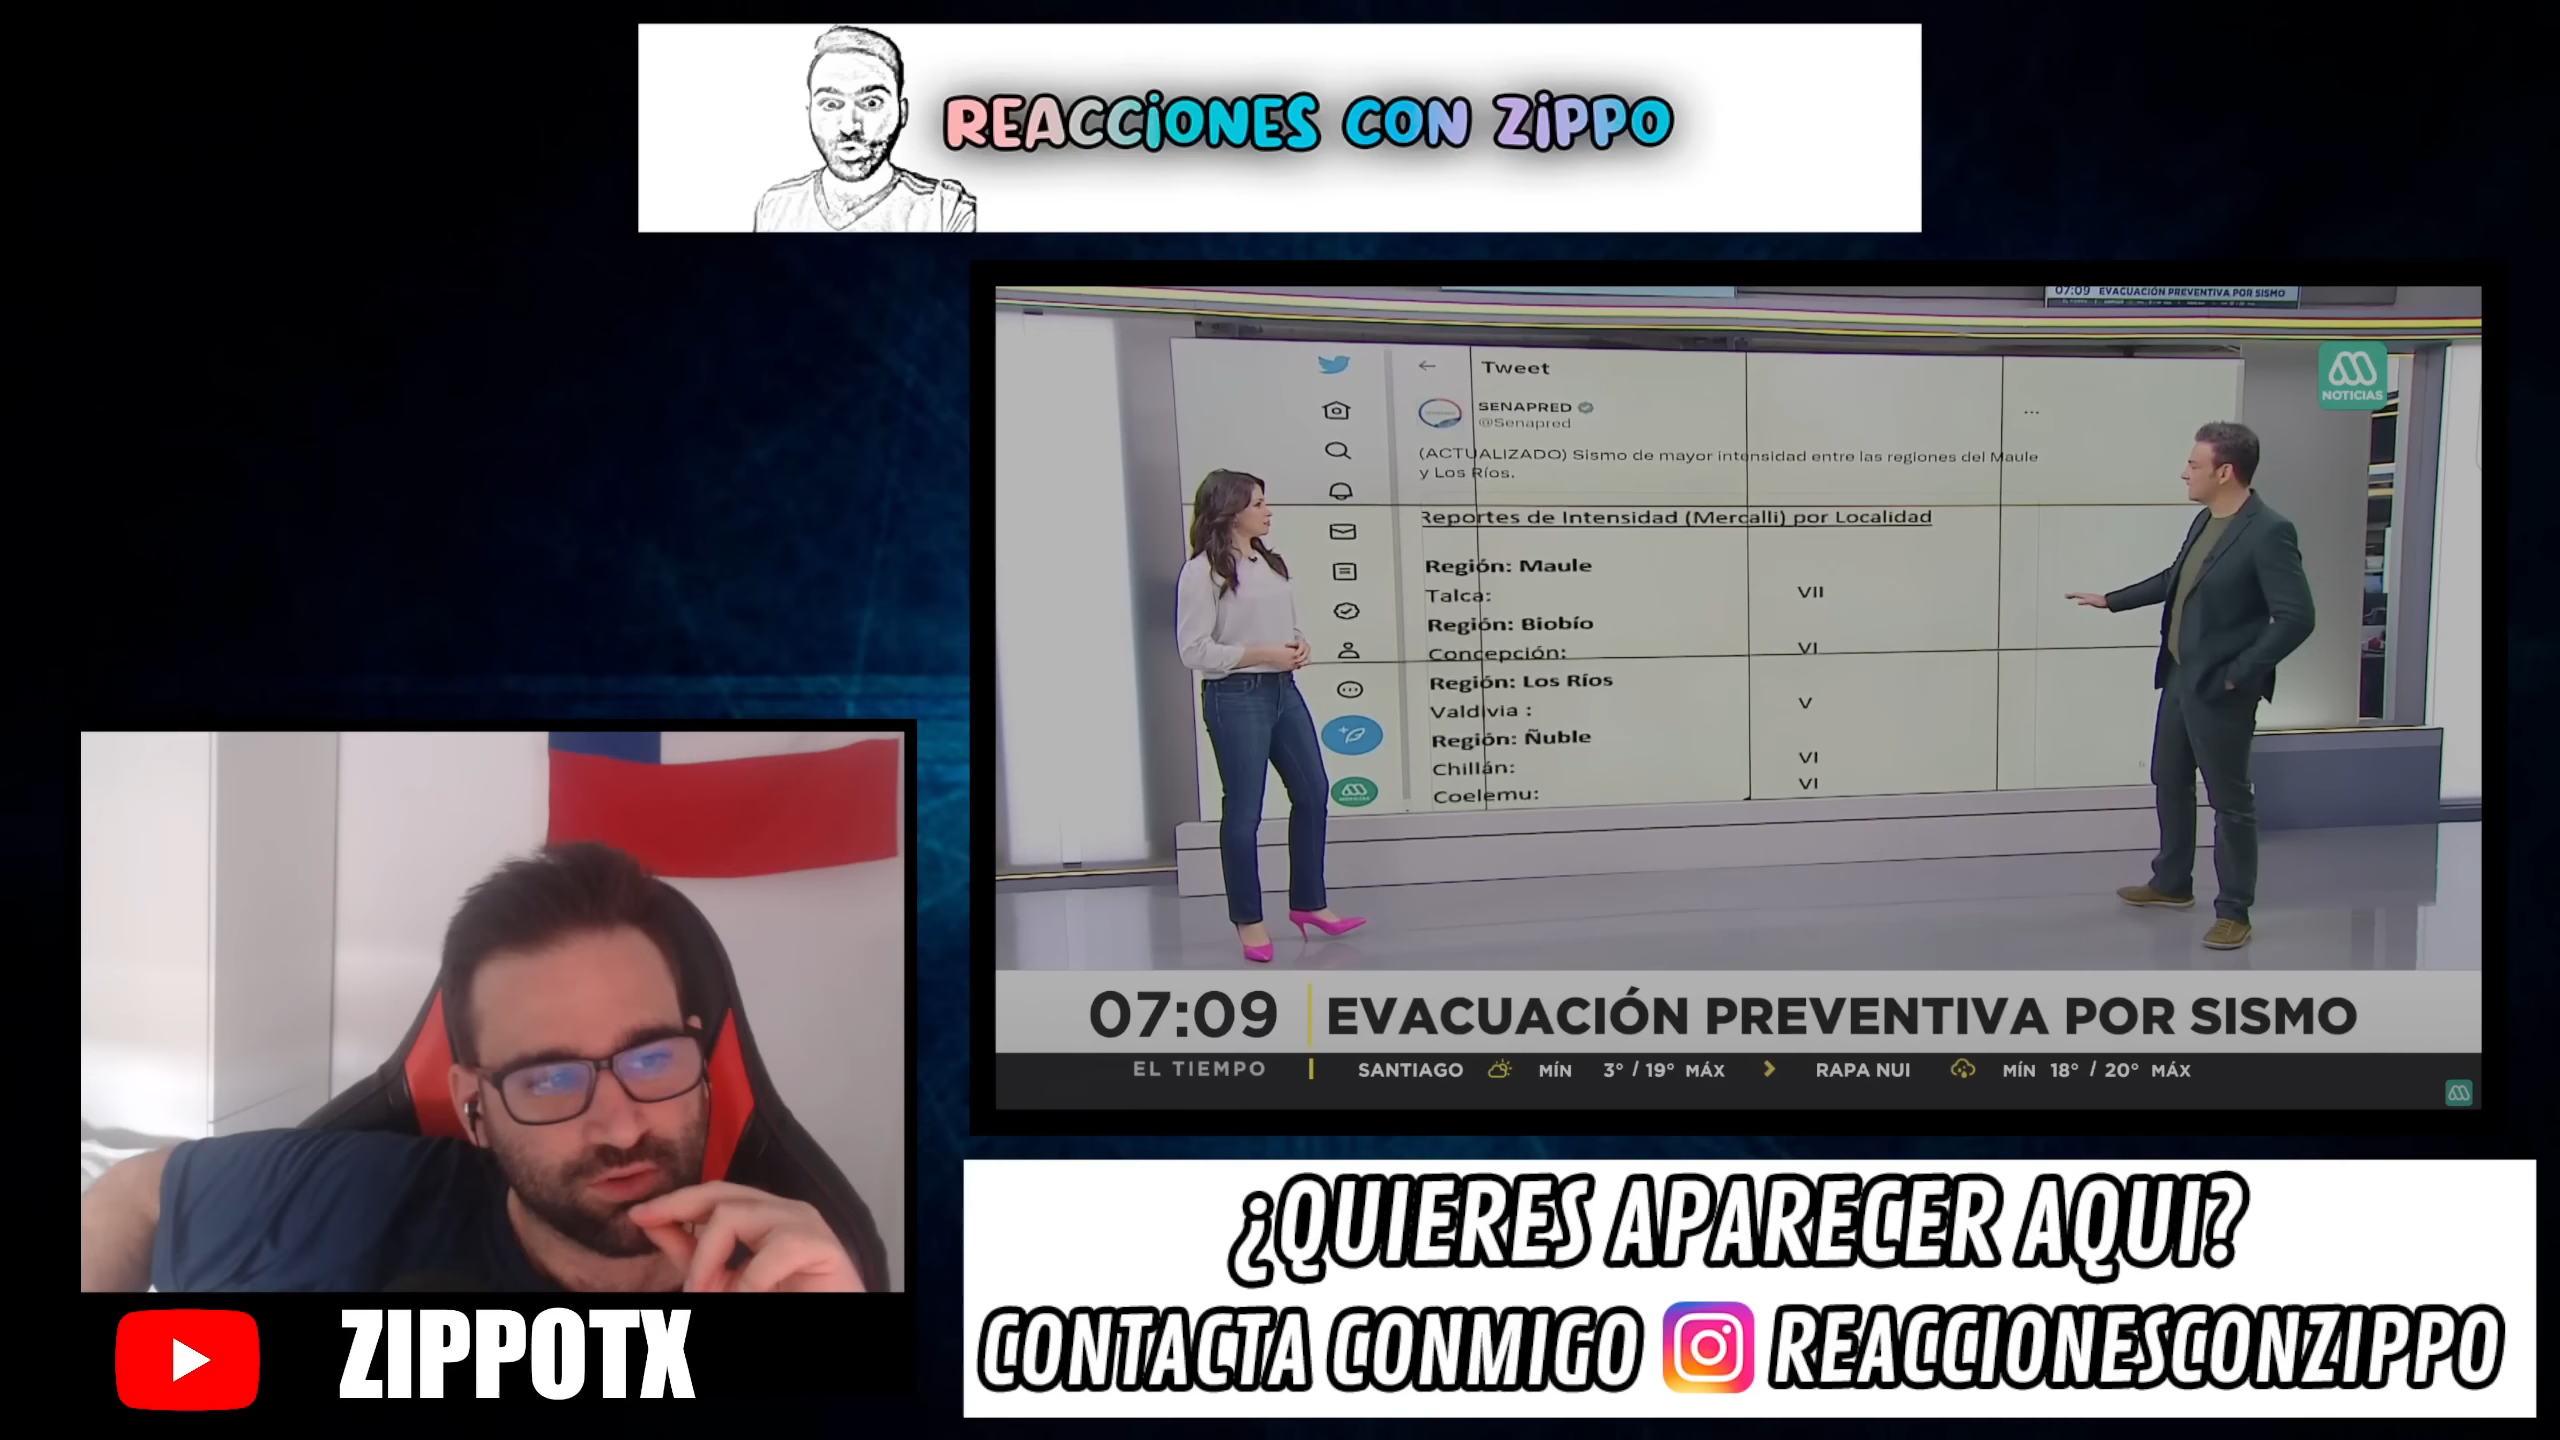 REACCIONES CON ZIPPO
07:09 EVACUACIÓN PREVENTIVA POR SISMO
NOTICIAS
Tweet
SENAPRED
@Senapred
(ACTUALIZADO) Sismo de mayor intensidad entre las regiones del Maule
y Los Ríos.
Reportes de Intensidad (Mercalli) por Localidad
Región: Maule
Talca: VII
Región: Biobío
Concepción: VI
Región: Los Ríos
Valdivia : V
Región: Ñuble
Chillán: VI
Coelemu: VI
07:09 EVACUACIÓN PREVENTIVA POR SISMO
EL TIEMPO SANTIAGO MÍN 3° / 19° MÁX RAPA NUI MÍN 18° / 20° MÁX
ZIPPOTX
¿QUIERES APARECER AQUI?
CONTACTA CONMIGO REACCIONESCONZIPPO